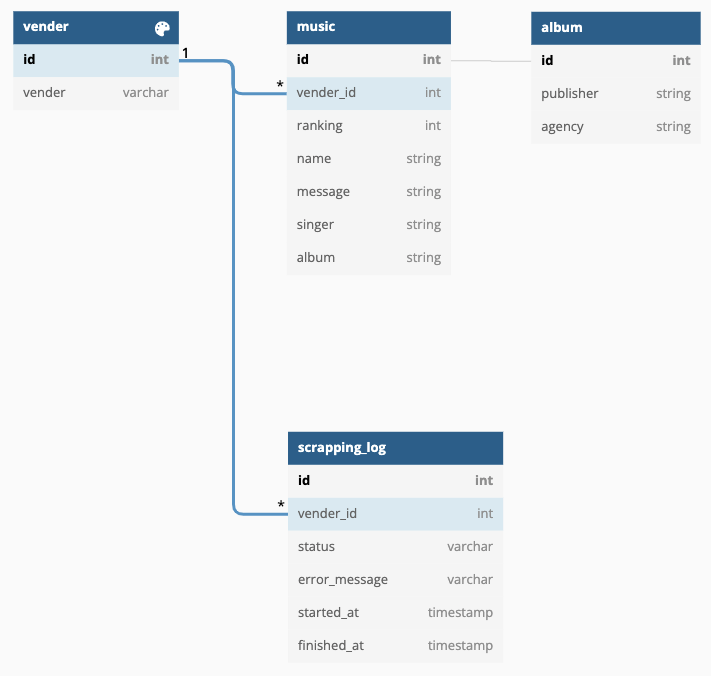 vender
id int
vender varchar
1
*
music
id int
vender_id int
ranking int
name string
message string
singer string
album string
album
id int
publisher string
agency string
*
scrapping_log
id int
vender_id int
status varchar
error_message varchar
started_at timestamp
finished_at timestamp